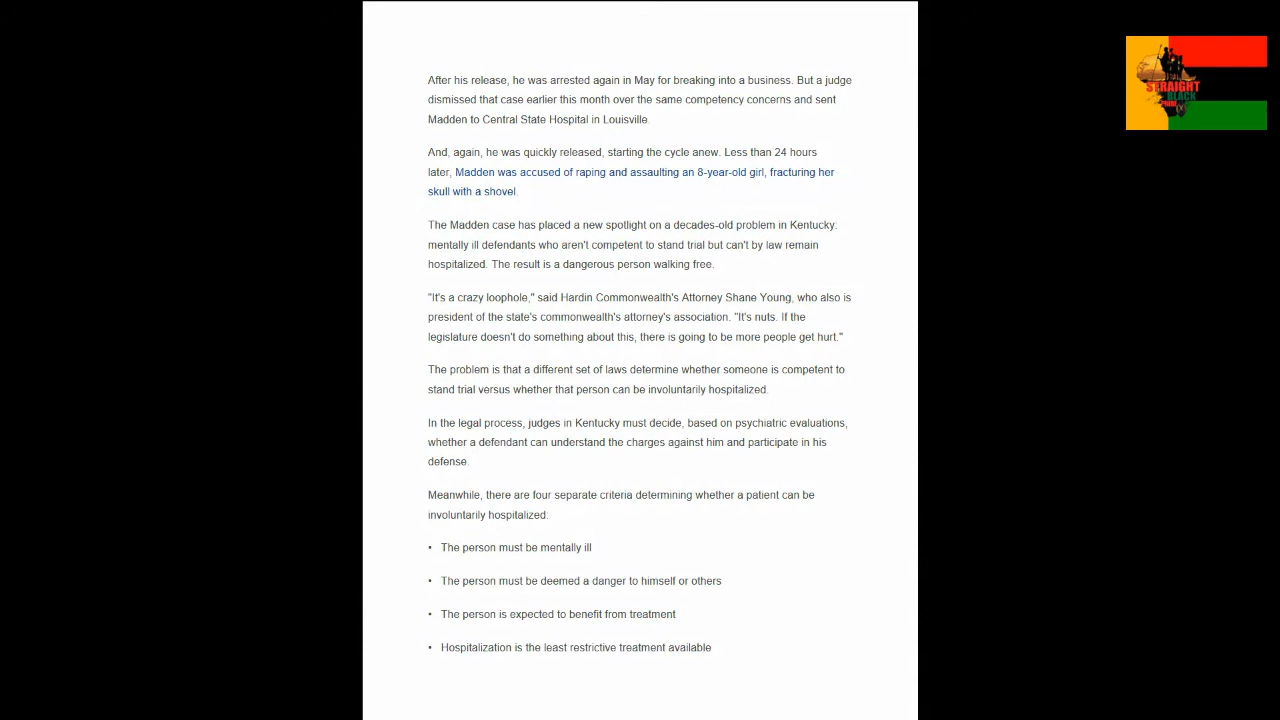 After his release, he was arrested again in May for breaking into a business. But a judge
dismissed that case earlier this month over the same competency concerns and sent
Madden to Central State Hospital in Louisville.
And, again, he was quickly released, starting the cycle anew. Less than 24 hours
later, Madden was accused of raping and assaulting an 8-year-old girl, fracturing her
skull with a shovel.
The Madden case has placed a new spotlight on a decades-old problem in Kentucky:
mentally ill defendants who aren't competent to stand trial but can't by law remain
hospitalized. The result is a dangerous person walking free.
"It's a crazy loophole," said Hardin Commonwealth's Attorney Shane Young, who also is
president of the state's commonwealth's attorney's association. "It's nuts. If the
legislature doesn't do something about this, there is going to be more people get hurt."
The problem is that a different set of laws determine whether someone is competent to
stand trial versus whether that person can be involuntarily hospitalized.
In the legal process, judges in Kentucky must decide, based on psychiatric evaluations,
whether a defendant can understand the charges against him and participate in his
defense.
Meanwhile, there are four separate criteria determining whether a patient can be
involuntarily hospitalized:
• The person must be mentally ill
• The person must be deemed a danger to himself or others
• The person is expected to benefit from treatment
• Hospitalization is the least restrictive treatment available
STRAIGHT
BLACK
PRIDE